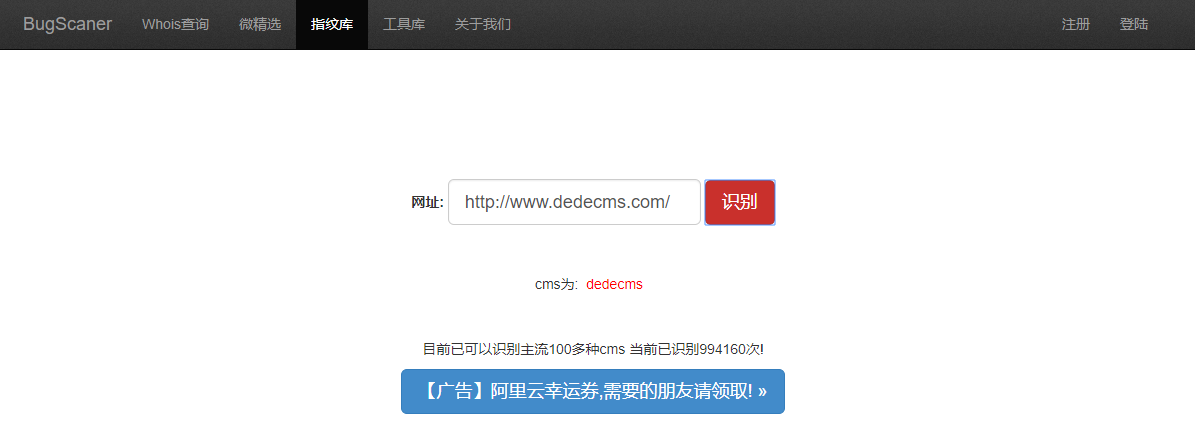 BugScaner Whois查询 微精选 指纹库 工具库 关于我们 注册 登陆
网址: http://www.dedecms.com/ 识别
cms为: dedecms
目前已可以识别主流100多种cms 当前已识别994160次!
【广告】阿里云幸运券,需要的朋友请领取! »